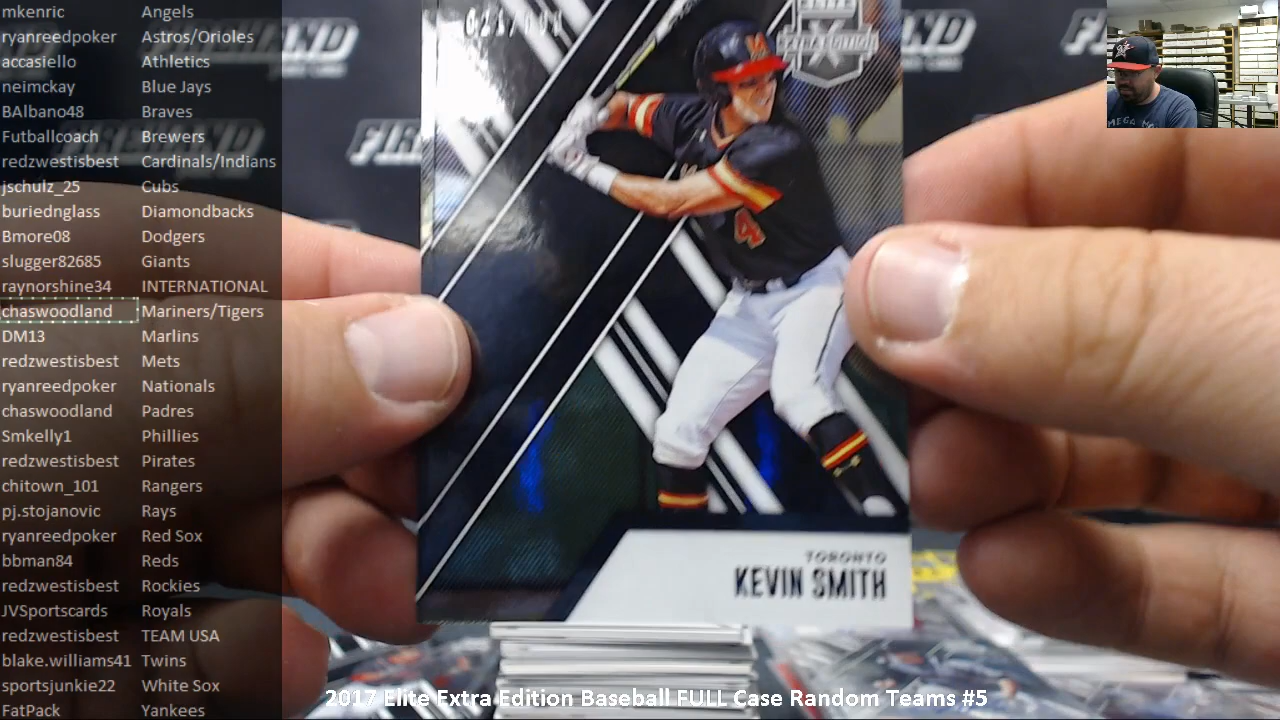 mkenric Angels
ryanreedpoker Astros/Orioles
accasiello Athletics
neimckay Blue Jays
BAlbano48 Braves
Futballcoach Brewers
redzwestisbest Cardinals/Indians
jschulz_25 Cubs
buriednglass Diamondbacks
Bmore08 Dodgers
slugger82685 Giants
raynorshine34 INTERNATIONAL
chaswoodland Mariners/Tigers
DM13 Marlins
redzwestisbest Mets
ryanreedpoker Nationals
chaswoodland Padres
Smkelly1 Phillies
redzwestisbest Pirates
chitown_101 Rangers
pj.stojanovic Rays
ryanreedpoker Red Sox
bbman84 Reds
redzwestisbest Rockies
JVSportscards Royals
redzwestisbest TEAM USA
blake.williams41 Twins
sportsjunkie22 White Sox
FatPack Yankees
ELITE
EXTRA EDITION
4
TORONTO
KEVIN SMITH
2017 Elite Extra Edition Baseball FULL Case Random Teams #5